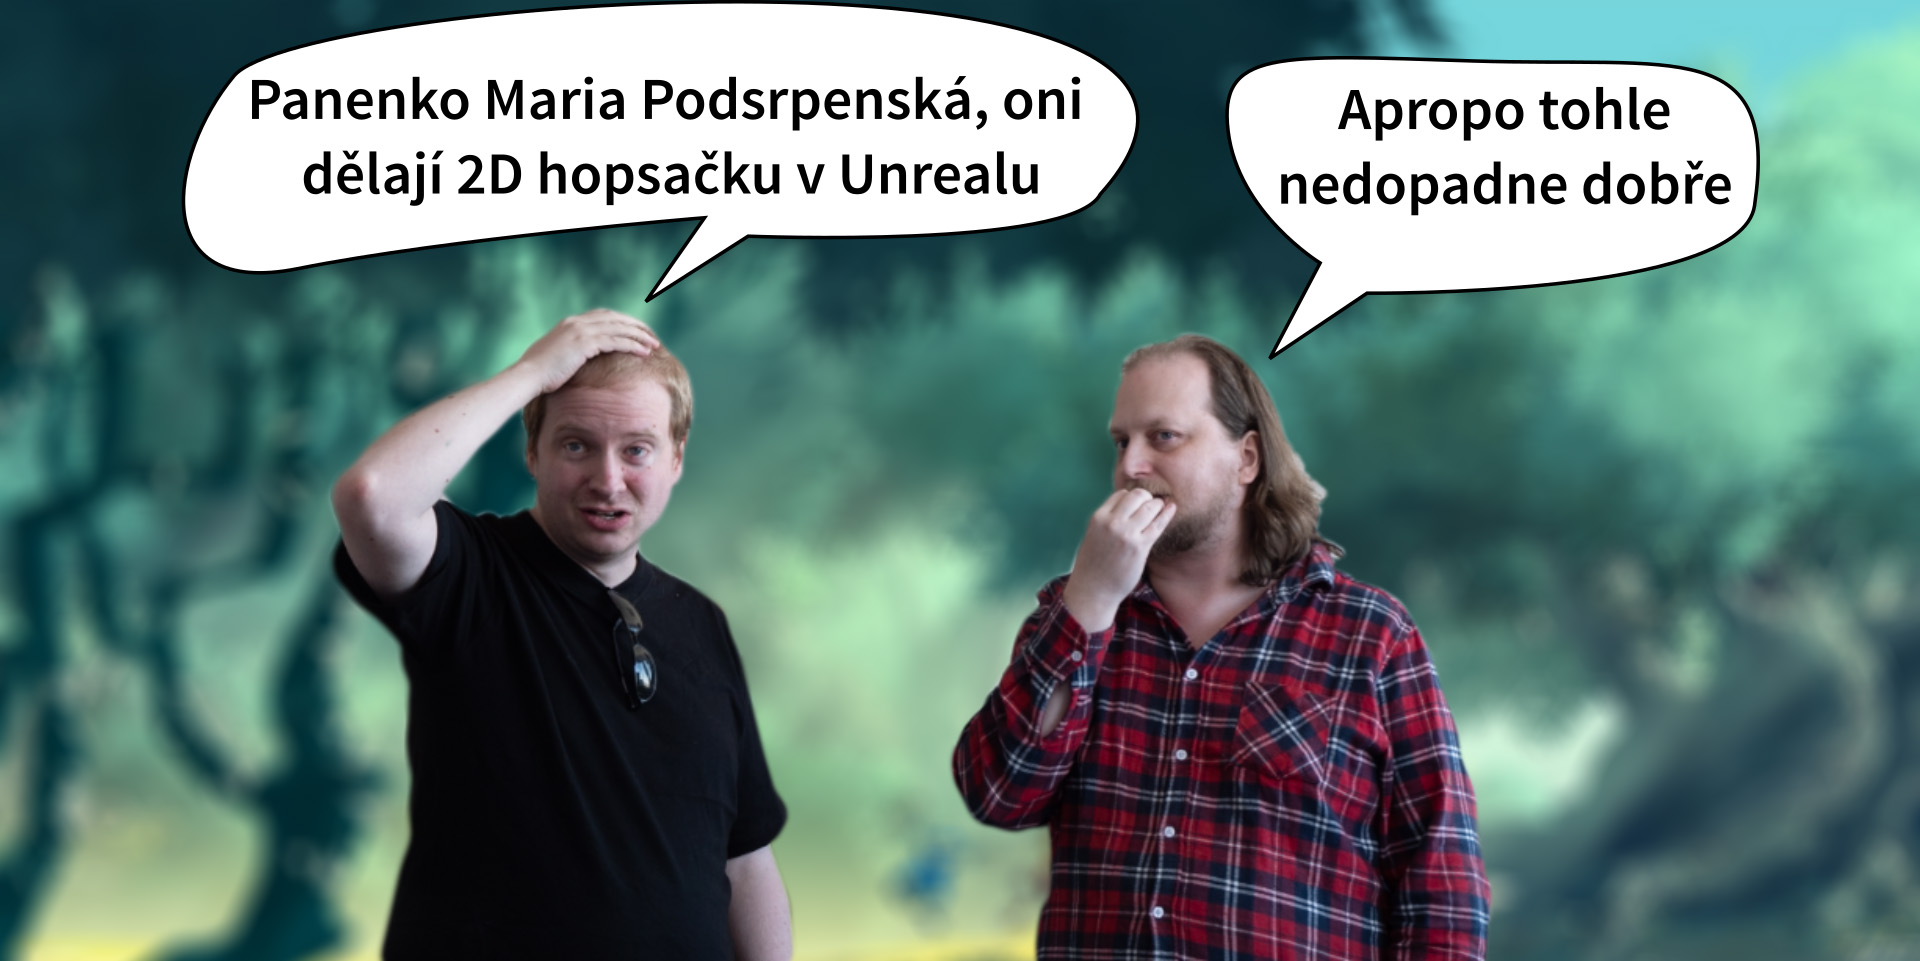 Panenko Maria Podsrpenská, oni
dělají 2D hopsačku v Unrealu
Apropo tohle
nedopadne dobře